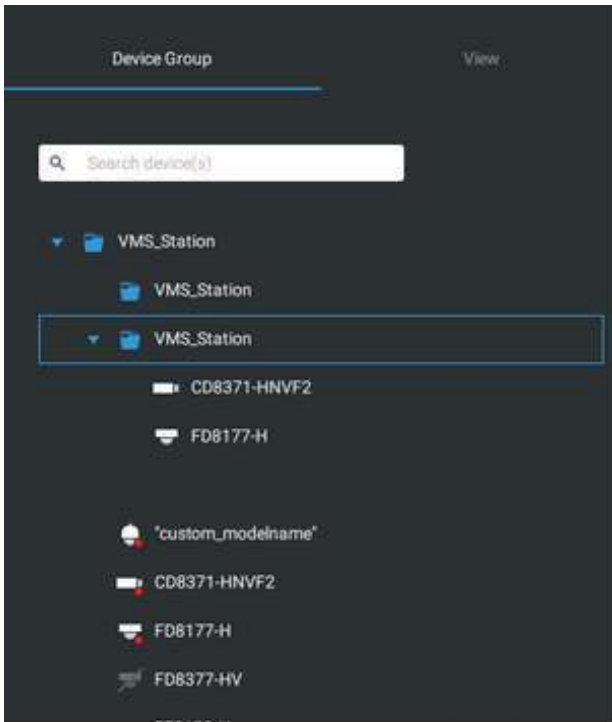 Device Group
View
Search device(s)
VMS_Station
VMS_Station
VMS_Station
CD8371-HNVF2
FD8177-H
"custom_modelname"
CD8371-HNVF2
FD8177-H
FD8377-HV